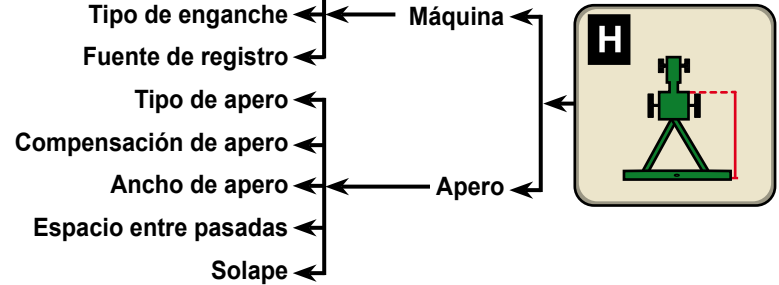 Tipo de enganche
Máquina
H
Fuente de registro
Tipo de apero
Compensación de apero
Ancho de apero
Apero
Espacio entre pasadas
Solape